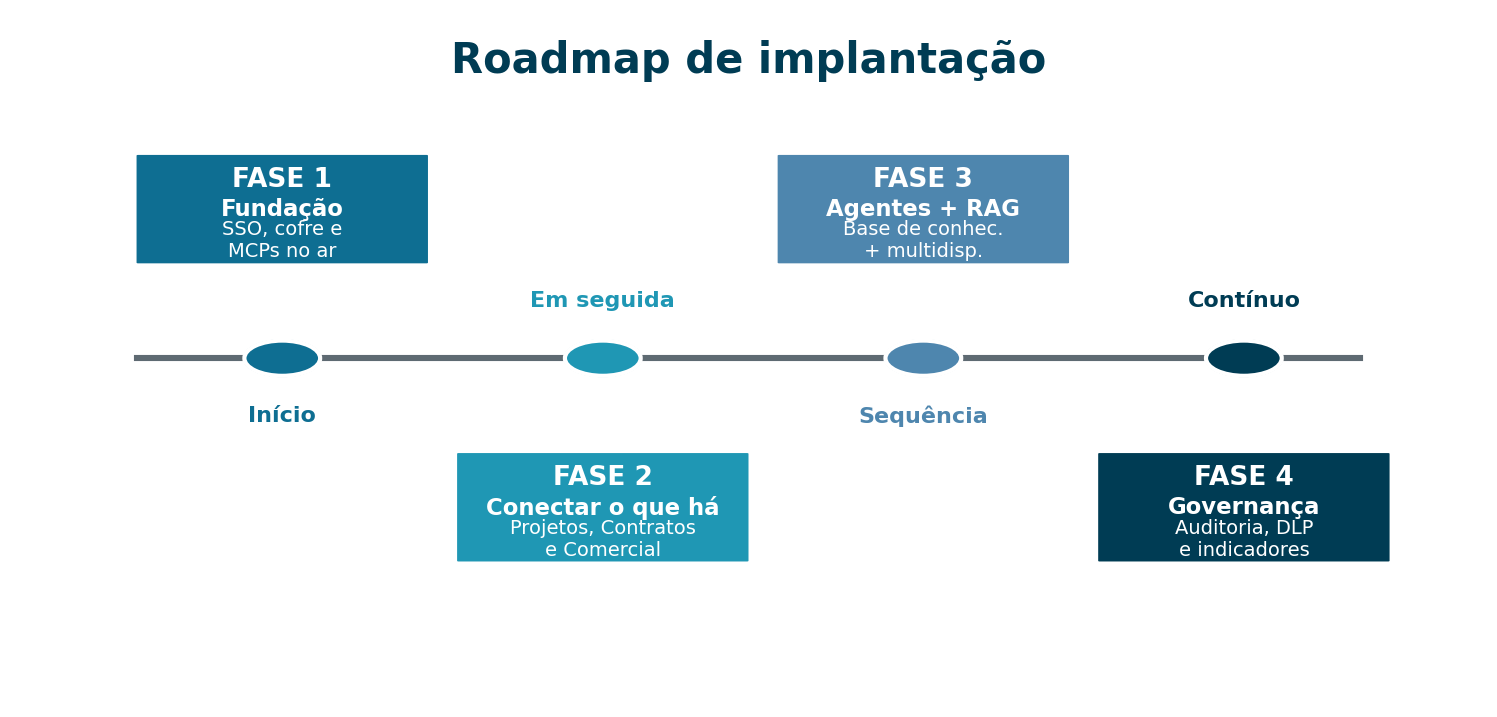 Roadmap de implantação
FASE 1
Fundação
SSO, cofre e
MCPs no ar
Início
Em seguida
FASE 2
Conectar o que há
Projetos, Contratos
e Comercial
FASE 3
Agentes + RAG
Base de conhec.
+ multidisp.
Sequência
Contínuo
FASE 4
Governança
Auditoria, DLP
e indicadores